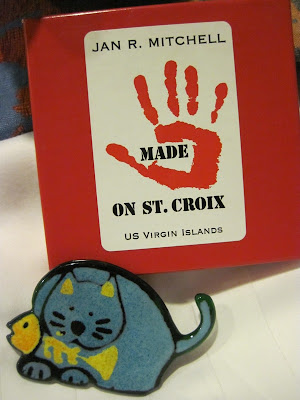 JAN R. MITCHELL
MADE
ON ST. CROIX
US VIRGIN ISLANDS